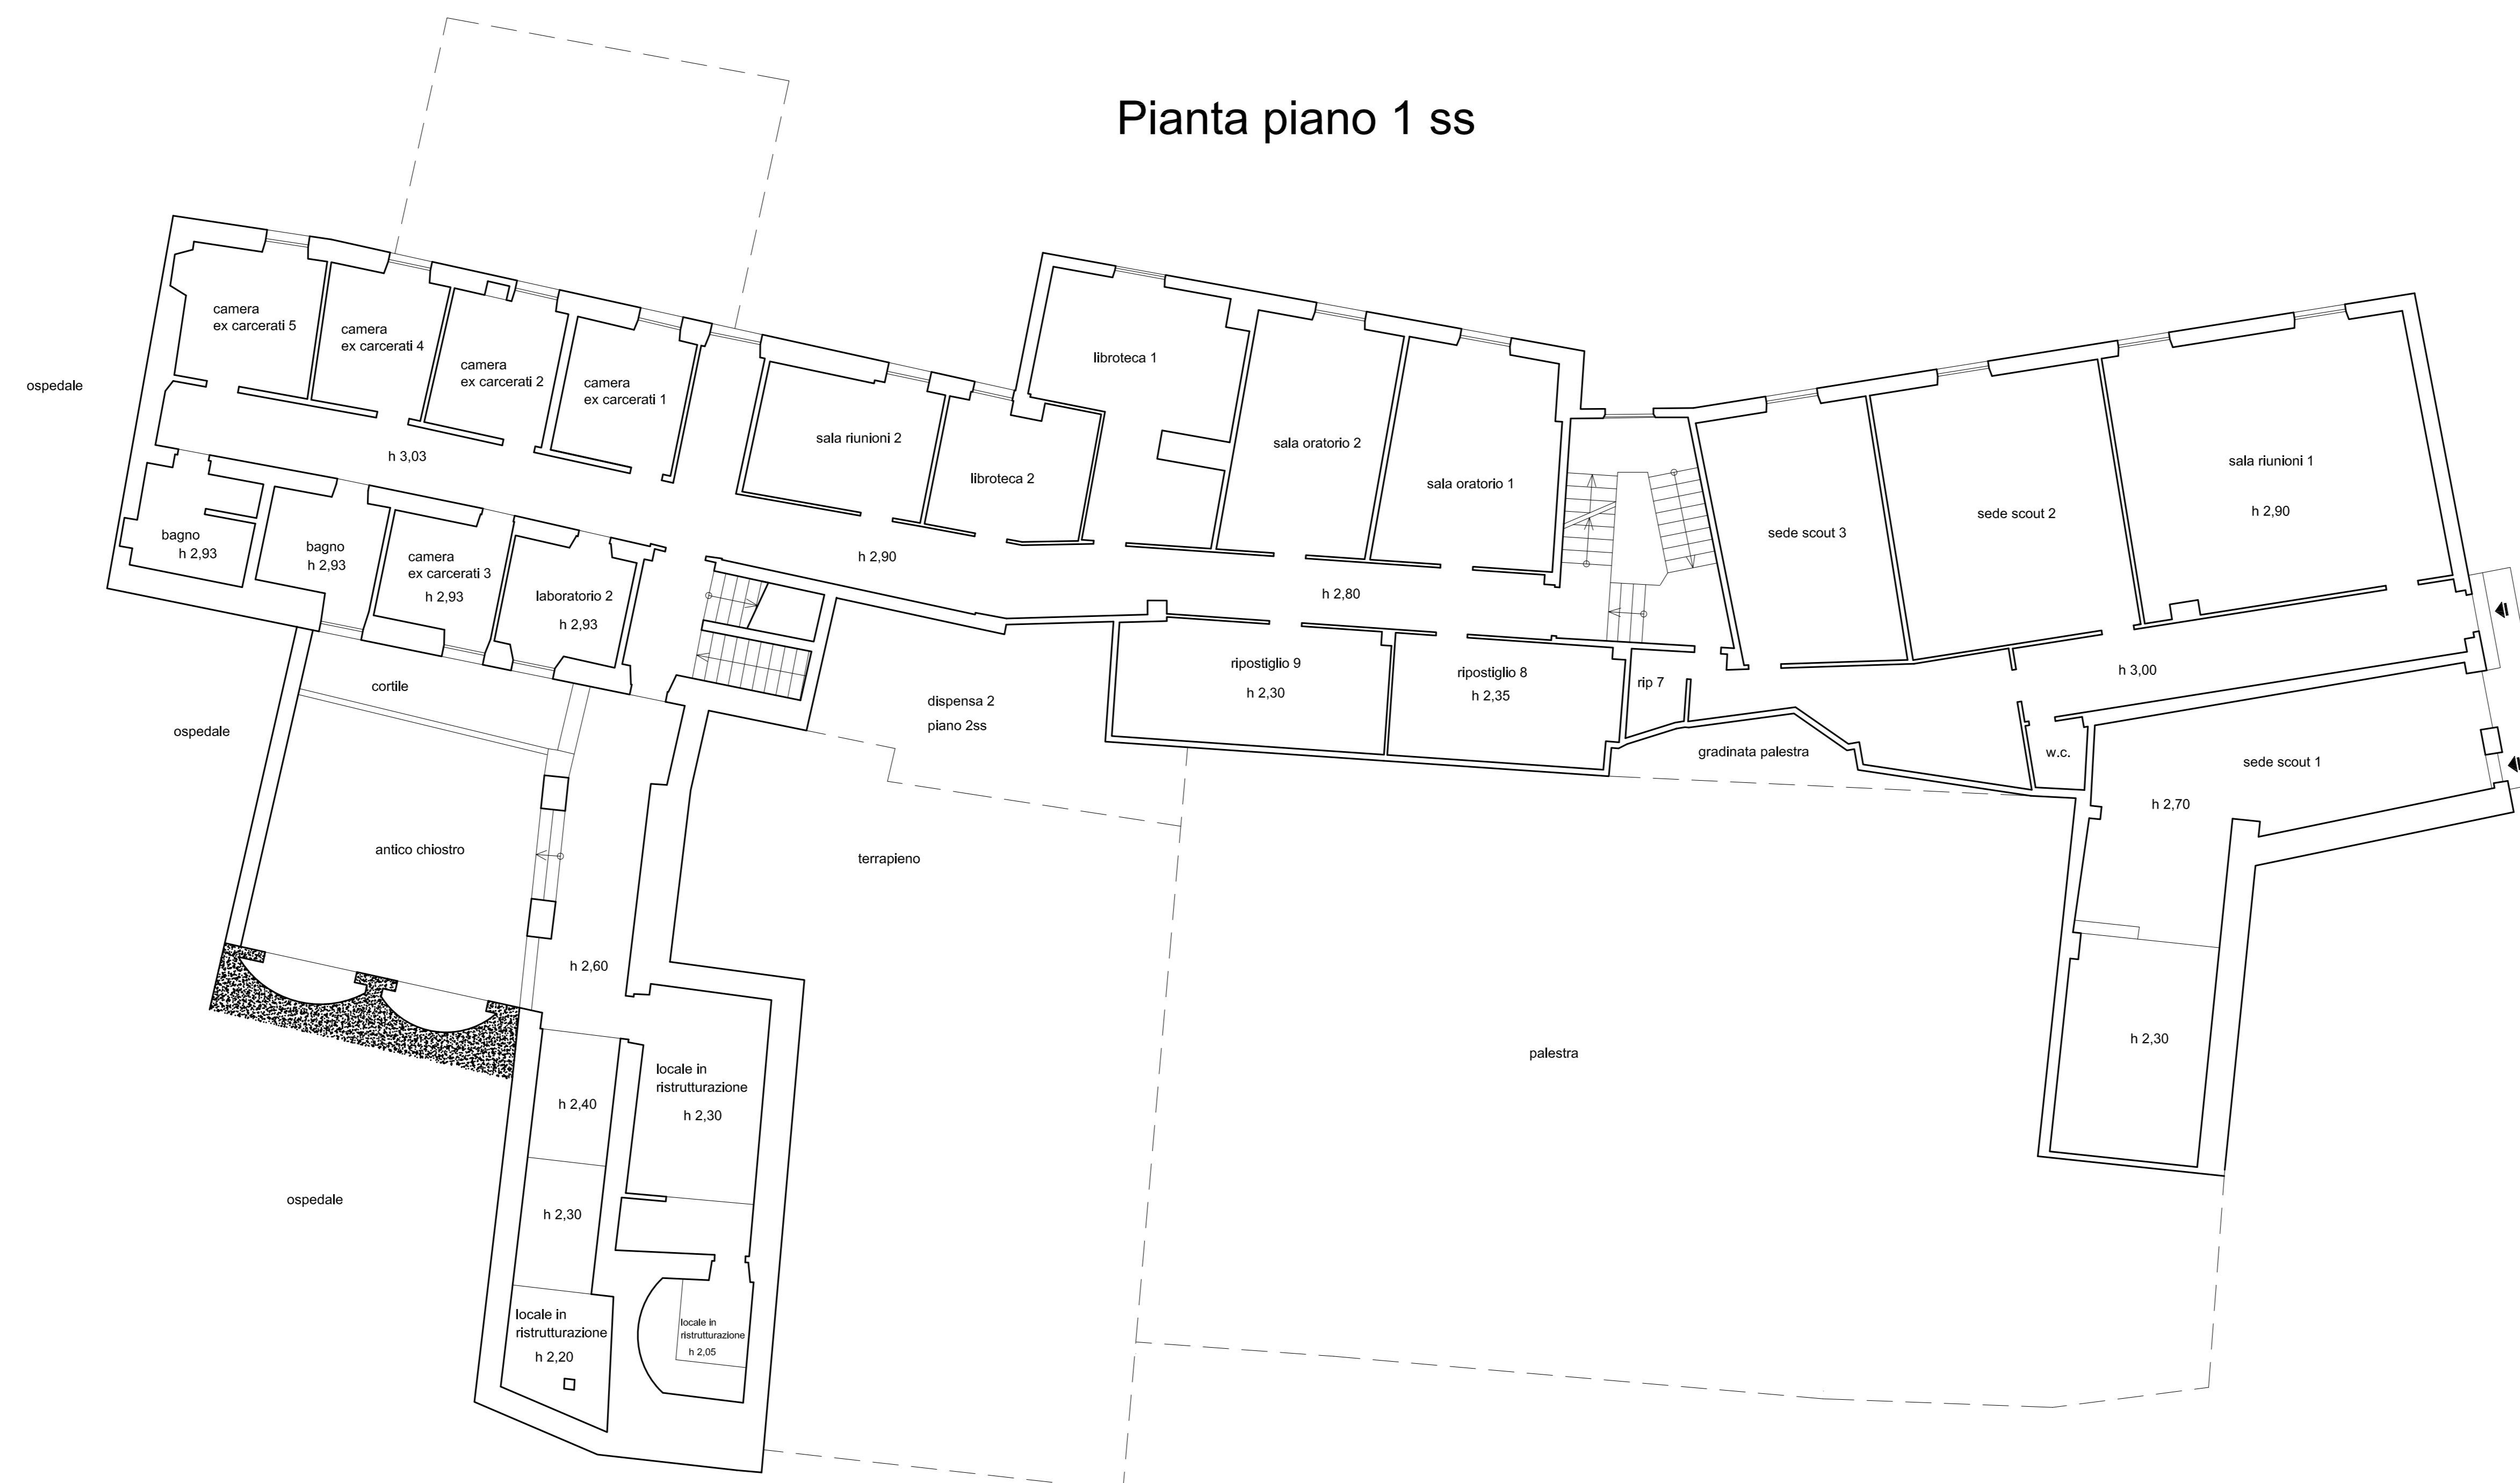 Pianta piano 1 ss
camera
ex carcerati 5
camera
ex carcerati 4
camera
ex carcerati 2
camera
ex carcerati 1
ospedale
h 3,03
sala riunioni 2
libroteca 2
libroteca 1
sala oratorio 2
sala oratorio 1
sede scout 3
sede scout 2
sala riunioni 1
h 2,90
bagno
h 2,93
bagno
h 2,93
camera
ex carcerati 3
h 2,93
laboratorio 2
h 2,93
h 2,90
h 2,80
h 3,00
cortile
ospedale
dispensa 2
piano 2ss
ripostiglio 9
h 2,30
ripostiglio 8
h 2,35
rip 7
gradinata palestra
w.c.
sede scout 1
h 2,70
antico chiostro
terrapieno
h 2,60
palestra
h 2,30
locale in
ristrutturazione
h 2,30
h 2,40
ospedale
h 2,30
locale in
ristrutturazione
h 2,20
locale in
ristrutturazione
h 2,05